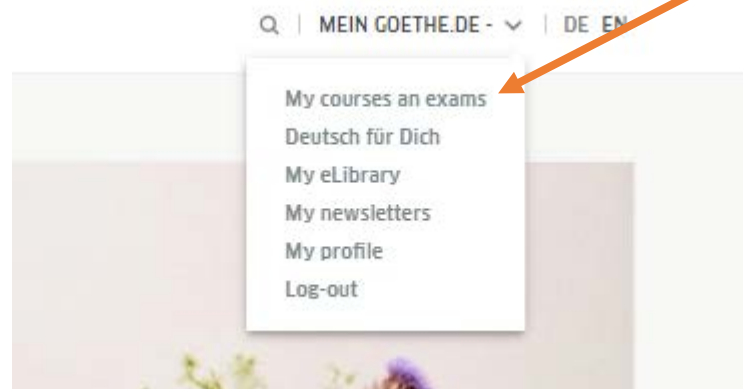 MEIN GOETHE.DE - | DE EN
My courses an exams
Deutsch für Dich
My eLibrary
My newsletters
My profile
Log-out